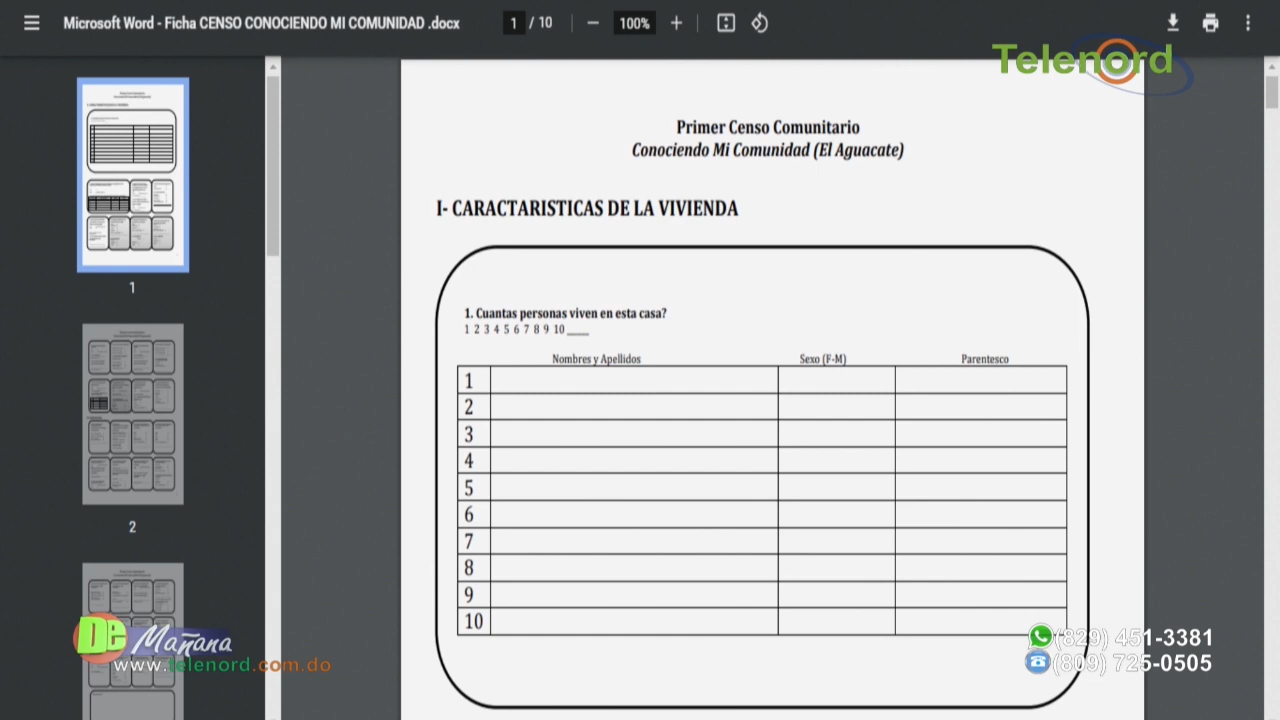 Microsoft Word - Ficha CENSO CONOCIENDO MI COMUNIDAD .docx
1 / 10
100%
Telenord
Primer Censo Comunitario
Conociendo Mi Comunidad (El Aguacate)
I- CARACTARISTICAS DE LA VIVIENDA
1. Cuantas personas viven en esta casa?
1 2 3 4 5 6 7 8 9 10 ____
Nombres y Apellidos Sexo (F-M) Parentesco
1
2
3
4
5
6
7
8
9
10
1
2
De Mañana
www.telenord.com.do
(829) 451-3381
(809) 725-0505